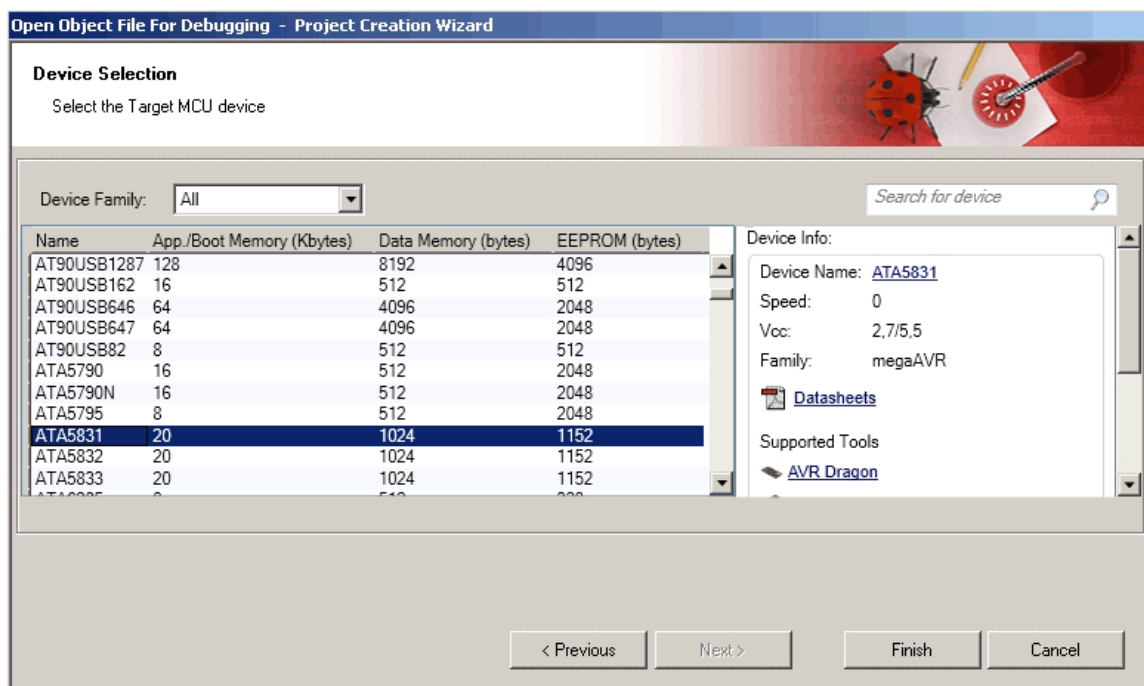 Open Object File For Debugging - Project Creation Wizard
Device Selection
Select the Target MCU device
Device Family: All
Search for device
Name App./Boot Memory (Kbytes) Data Memory (bytes) EEPROM (bytes)
AT90USB1287 128 8192 4096
AT90USB162 16 512 512
AT90USB646 64 4096 2048
AT90USB647 64 4096 2048
AT90USB82 8 512 512
ATA5790 16 512 2048
ATA5790N 16 512 2048
ATA5795 8 512 2048
ATA5831 20 1024 1152
ATA5832 20 1024 1152
ATA5833 20 1024 1152
Device Info:
Device Name: ATA5831
Speed: 0
Vcc: 2,7/5,5
Family: megaAVR
Datasheets
Supported Tools
AVR Dragon
< Previous
Next >
Finish
Cancel